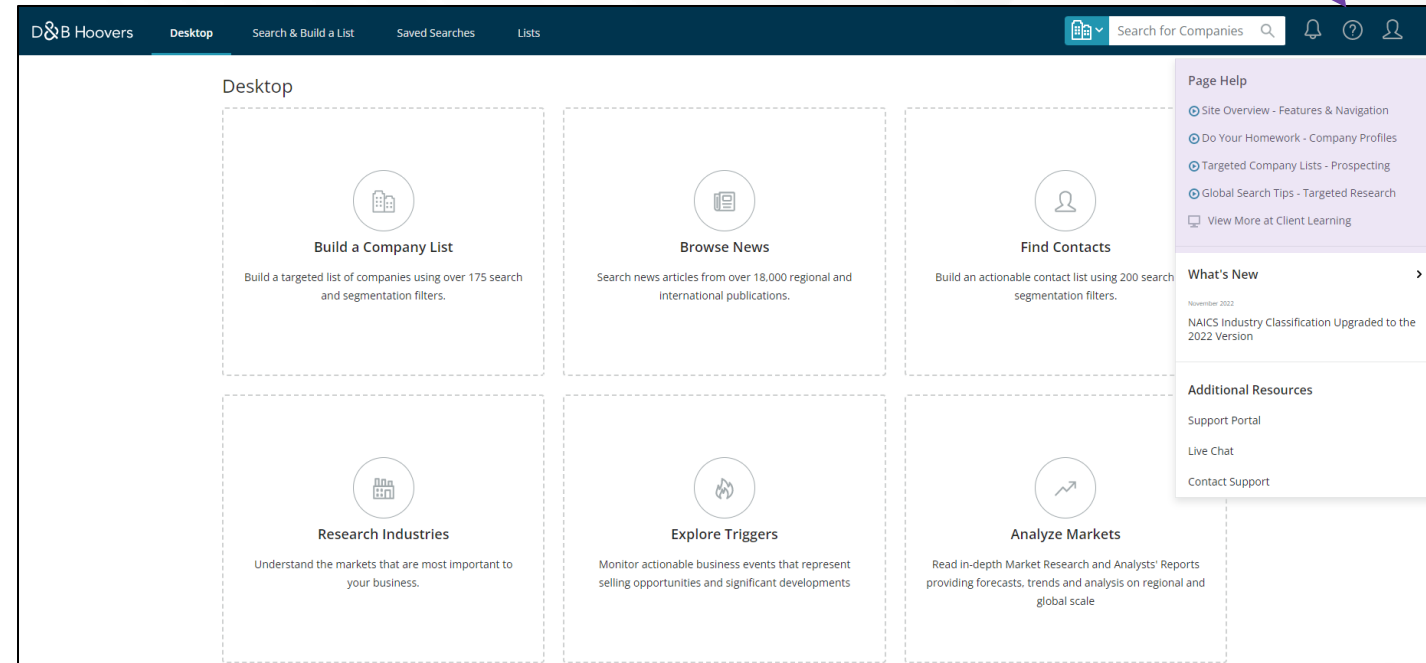 D&B Hoovers Desktop Search & Build a List Saved Searches Lists Search for Companies
Desktop
Build a Company List
Build a targeted list of companies using over 175 search
and segmentation filters.
Browse News
Search news articles from over 18,000 regional and
international publications.
Find Contacts
Build an actionable contact list using 200 search
segmentation filters.
Research Industries
Understand the markets that are most important to
your business.
Explore Triggers
Monitor actionable business events that represent
selling opportunities and significant developments
Analyze Markets
Read in-depth Market Research and Analysts' Reports
providing forecasts, trends and analysis on regional and
global scale
Page Help
Site Overview - Features & Navigation
Do Your Homework - Company Profiles
Targeted Company Lists - Prospecting
Global Search Tips - Targeted Research
View More at Client Learning
What's New
November 2022
NAICS Industry Classification Upgraded to the
2022 Version
Additional Resources
Support Portal
Live Chat
Contact Support